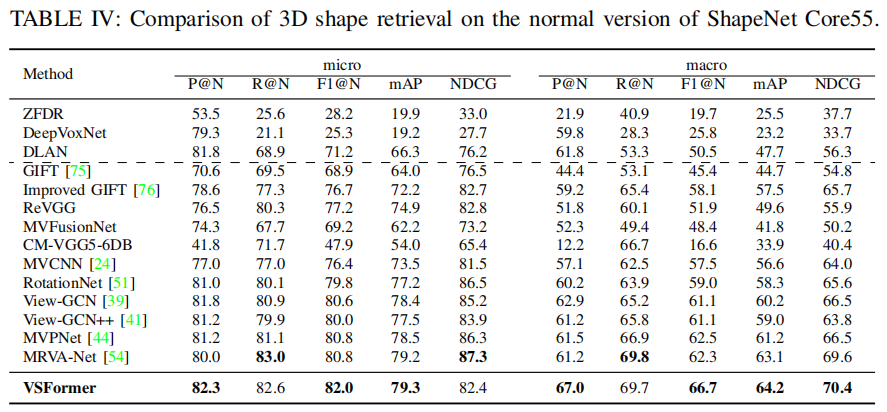 TABLE IV: Comparison of 3D shape retrieval on the normal version of ShapeNet Core55.
Method micro macro
P@N R@N F1@N mAP NDCG P@N R@N F1@N mAP NDCG
ZFDR 53.5 25.6 28.2 19.9 33.0 21.9 40.9 19.7 25.5 37.7
DeepVoxNet 79.3 21.1 25.3 19.2 27.7 59.8 28.3 25.8 23.2 33.7
DLAN 81.8 68.9 71.2 66.3 76.2 61.8 53.3 50.5 47.7 56.3
GIFT [75] 70.6 69.5 68.9 64.0 76.5 44.4 53.1 45.4 44.7 54.8
Improved GIFT [76] 78.6 77.3 76.7 72.2 82.7 59.2 65.4 58.1 57.5 65.7
ReVGG 76.5 80.3 77.2 74.9 82.8 51.8 60.1 51.9 49.6 55.9
MVFusionNet 74.3 67.7 69.2 62.2 73.2 52.3 49.4 48.4 41.8 50.2
CM-VGG5-6DB 41.8 71.7 47.9 54.0 65.4 12.2 66.7 16.6 33.9 40.4
MVCNN [24] 77.0 77.0 76.4 73.5 81.5 57.1 62.5 57.5 56.6 64.0
RotationNet [51] 81.0 80.1 79.8 77.2 86.5 60.2 63.9 59.0 58.3 65.6
View-GCN [39] 81.8 80.9 80.6 78.4 85.2 62.9 65.2 61.1 60.2 66.5
View-GCN++ [41] 81.2 79.9 80.0 77.5 83.9 61.2 65.8 61.1 59.0 63.8
MVPNet [44] 81.2 81.1 80.8 78.5 86.3 61.5 66.9 62.5 61.2 66.5
MRVA-Net [54] 80.0 83.0 80.8 79.2 87.3 61.2 69.8 62.3 63.1 69.6
VSFormer 82.3 82.6 82.0 79.3 82.4 67.0 69.7 66.7 64.2 70.4